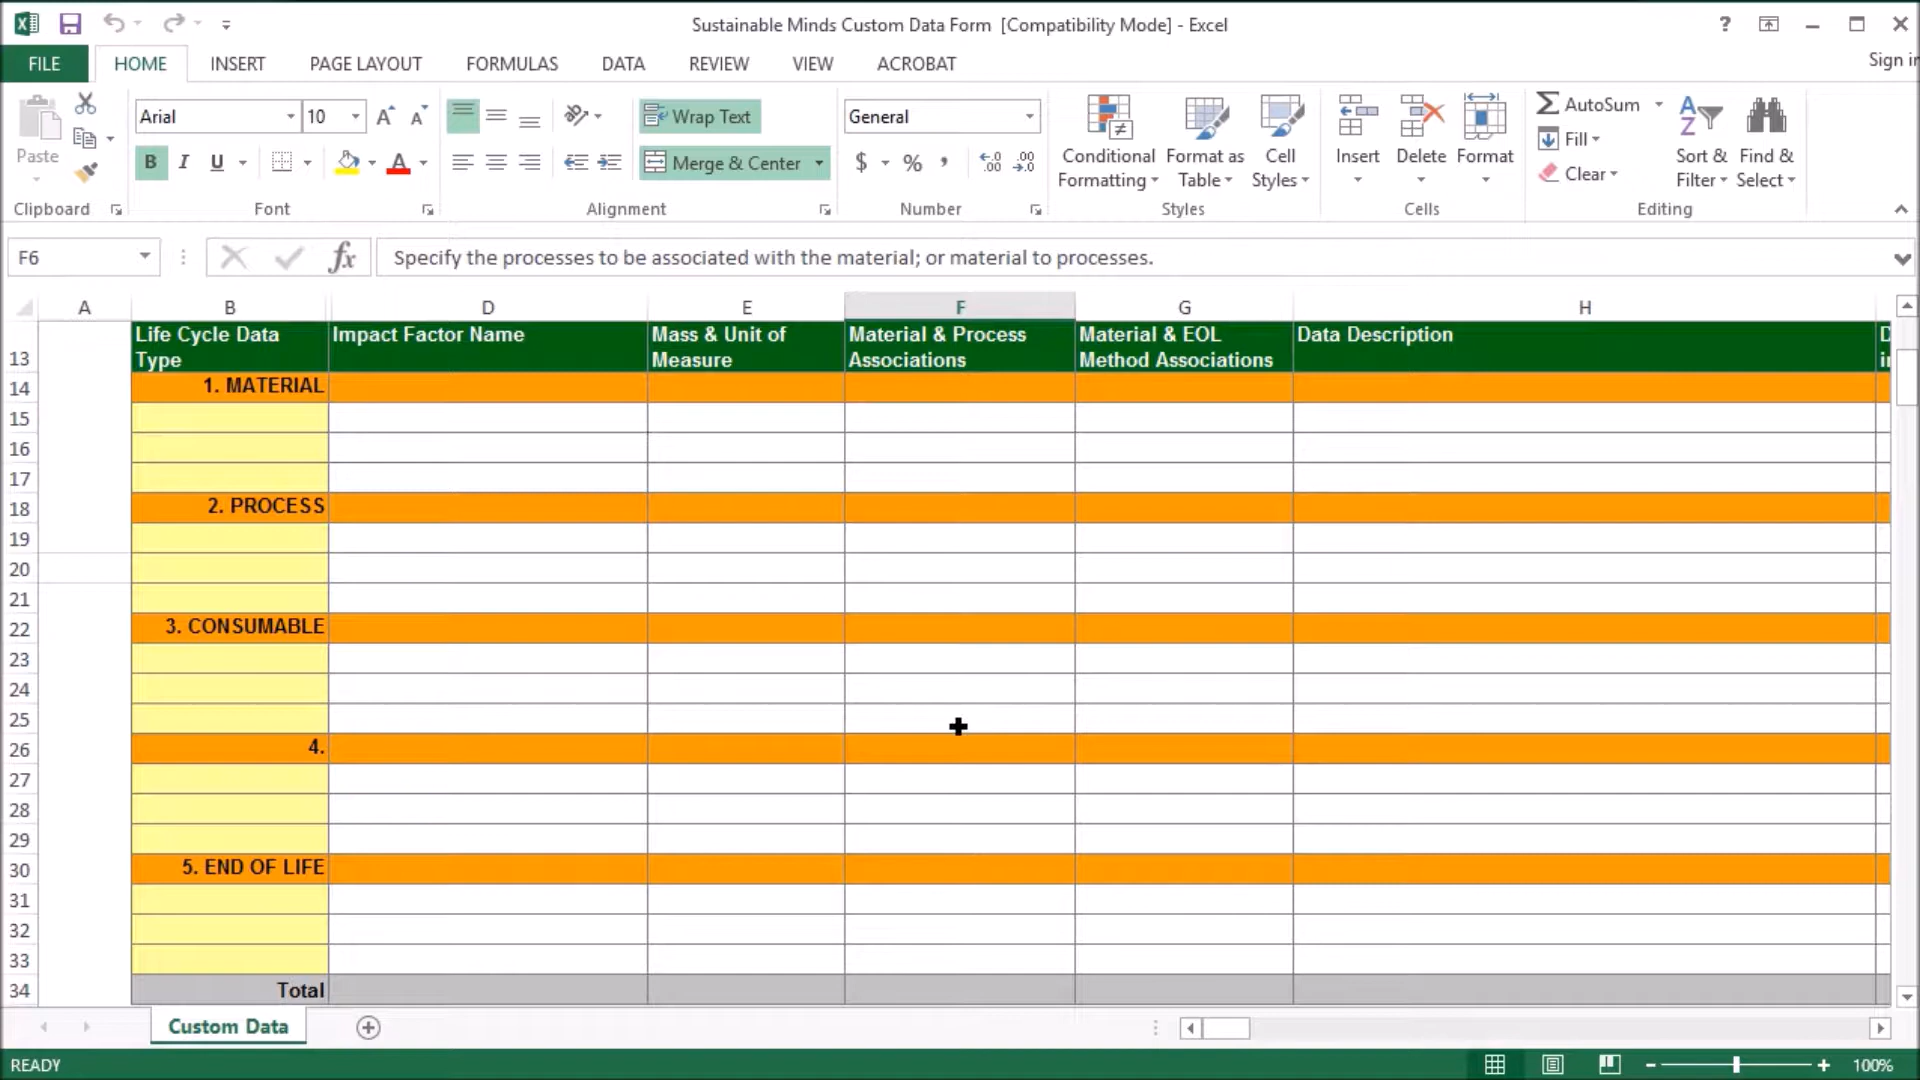 Sustainable Minds Custom Data Form [Compatibility Mode] - Excel
?
FILE HOME INSERT PAGE LAYOUT FORMULAS DATA REVIEW VIEW ACROBAT
Paste
Clipboard
Arial 10
B I U
Font
Wrap Text
Merge & Center
Alignment
General
$ % ,
Number
Conditional Formatting
Format as Table
Cell Styles
Styles
Insert
Delete
Format
Cells
AutoSum
Fill
Clear
Sort & Filter
Find & Select
Editing
F6
fx
Specify the processes to be associated with the material; or material to processes.
A B D E F G H
13 Life Cycle Data Type Impact Factor Name Mass & Unit of Measure Material & Process Associations Material & EOL Method Associations Data Description
14 1. MATERIAL
15
16
17
18 2. PROCESS
19
20
21
22 3. CONSUMABLE
23
24
25
26 4.
27
28
29
30 5. END OF LIFE
31
32
33
34 Total
Custom Data
READY
100%